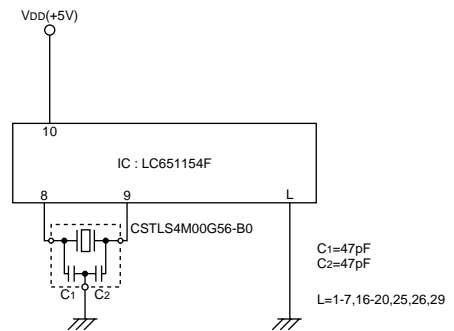 VDD(+5V)
10
IC : LC651154F
8 9 L
CSTLS4M00G56-B0
C1 C2
C1=47pF
C2=47pF
L=1-7,16-20,25,26,29